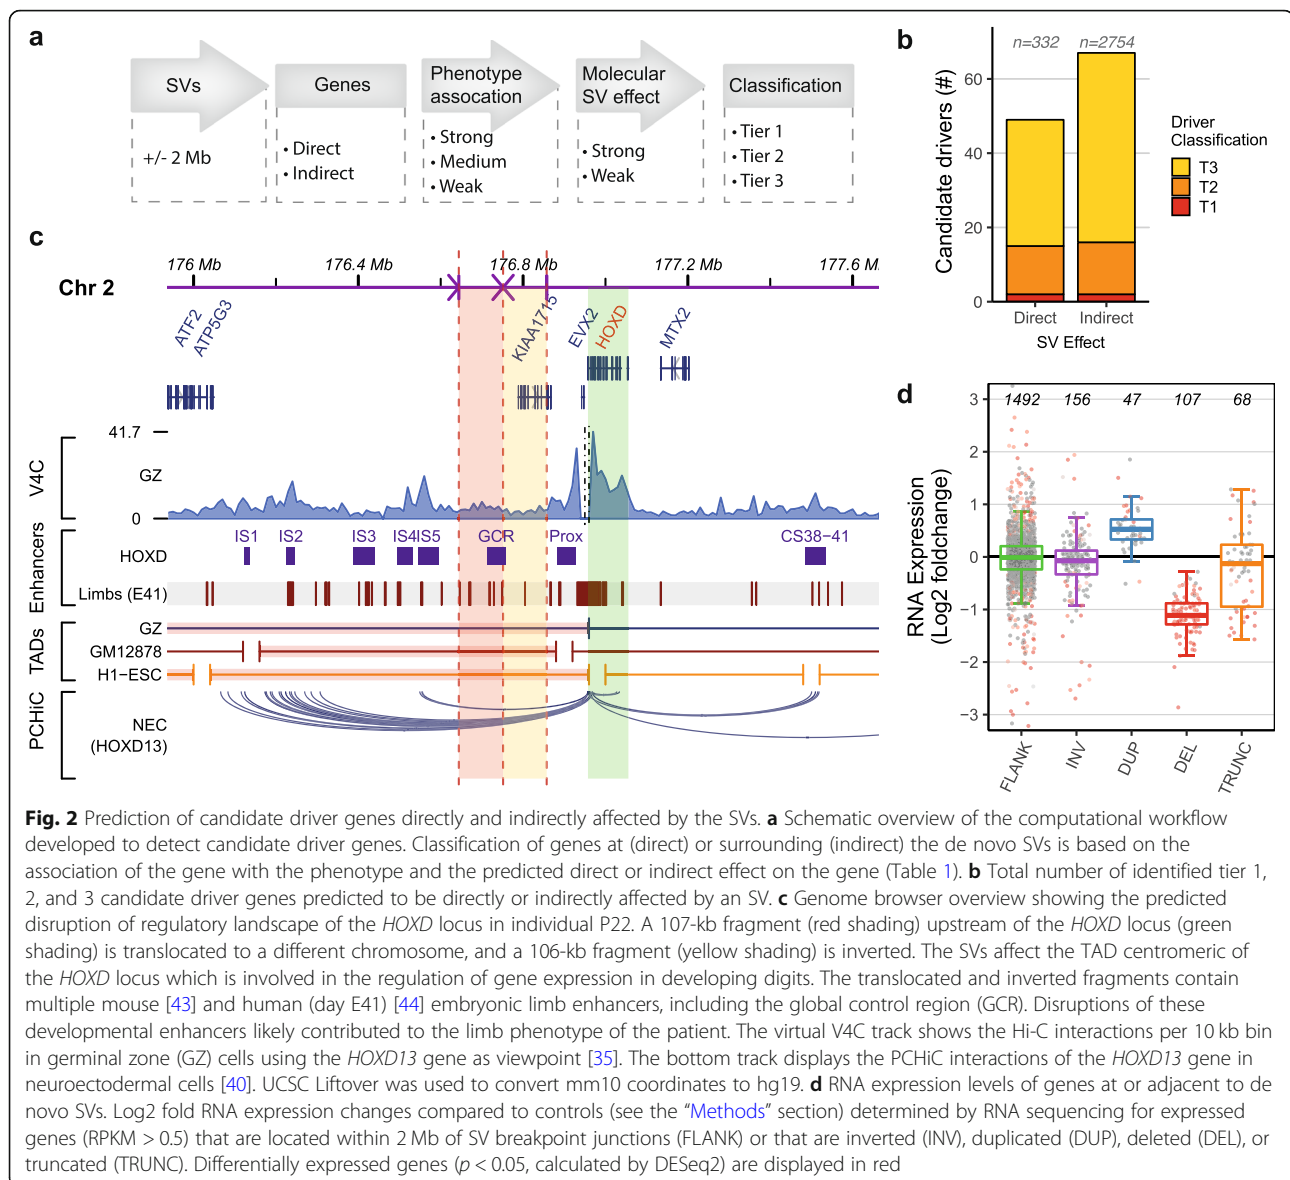 a
SVs
Genes
Phenotype
assocation
Molecular
SV effect
Classification
+/- 2 Mb
• Direct
• Indirect
• Strong
• Medium
• Weak
• Strong
• Weak
• Tier 1
• Tier 2
• Tier 3
b
n=332
n=2754
Candidate drivers (#)
60
40
20
0
Direct
Indirect
SV Effect
Driver
Classification
T3
T2
T1
c
176 Mb
176.4 Mb
176.8 Mb
177.2 Mb
177.6 M
Chr 2
ATF2
ATP5G3
KIAA1715
EVX2
HOXD
MTX2
V4C
41.7
GZ
0
Enhancers
HOXD
IS1
IS2
IS3
IS4
IS5
GCR
Prox
CS38-41
Limbs (E41)
TADs
GZ
GM12878
H1-ESC
PCHiC
NEC
(HOXD13)
d
RNA Expression
(Log2 foldchange)
3
2
1
0
-1
-2
-3
1492
156
47
107
68
FLANK
INV
DUP
DEL
TRUNC
Fig. 2 Prediction of candidate driver genes directly and indirectly affected by the SVs. a Schematic overview of the computational workflow
developed to detect candidate driver genes. Classification of genes at (direct) or surrounding (indirect) the de novo SVs is based on the
association of the gene with the phenotype and the predicted direct or indirect effect on the gene (Table 1). b Total number of identified tier 1,
2, and 3 candidate driver genes predicted to be directly or indirectly affected by an SV. c Genome browser overview showing the predicted
disruption of regulatory landscape of the HOXD locus in individual P22. A 107-kb fragment (red shading) upstream of the HOXD locus (green
shading) is translocated to a different chromosome, and a 106-kb fragment (yellow shading) is inverted. The SVs affect the TAD centromeric of
the HOXD locus which is involved in the regulation of gene expression in developing digits. The translocated and inverted fragments contain
multiple mouse [43] and human (day E41) [44] embryonic limb enhancers, including the global control region (GCR). Disruptions of these
developmental enhancers likely contributed to the limb phenotype of the patient. The virtual V4C track shows the Hi-C interactions per 10 kb bin
in germinal zone (GZ) cells using the HOXD13 gene as viewpoint [35]. The bottom track displays the PCHiC interactions of the HOXD13 gene in
neuroectodermal cells [40]. UCSC Liftover was used to convert mm10 coordinates to hg19. d RNA expression levels of genes at or adjacent to de
novo SVs. Log2 fold RNA expression changes compared to controls (see the “Methods” section) determined by RNA sequencing for expressed
genes (RPKM > 0.5) that are located within 2 Mb of SV breakpoint junctions (FLANK) or that are inverted (INV), duplicated (DUP), deleted (DEL), or
truncated (TRUNC). Differentially expressed genes (p < 0.05, calculated by DESeq2) are displayed in red